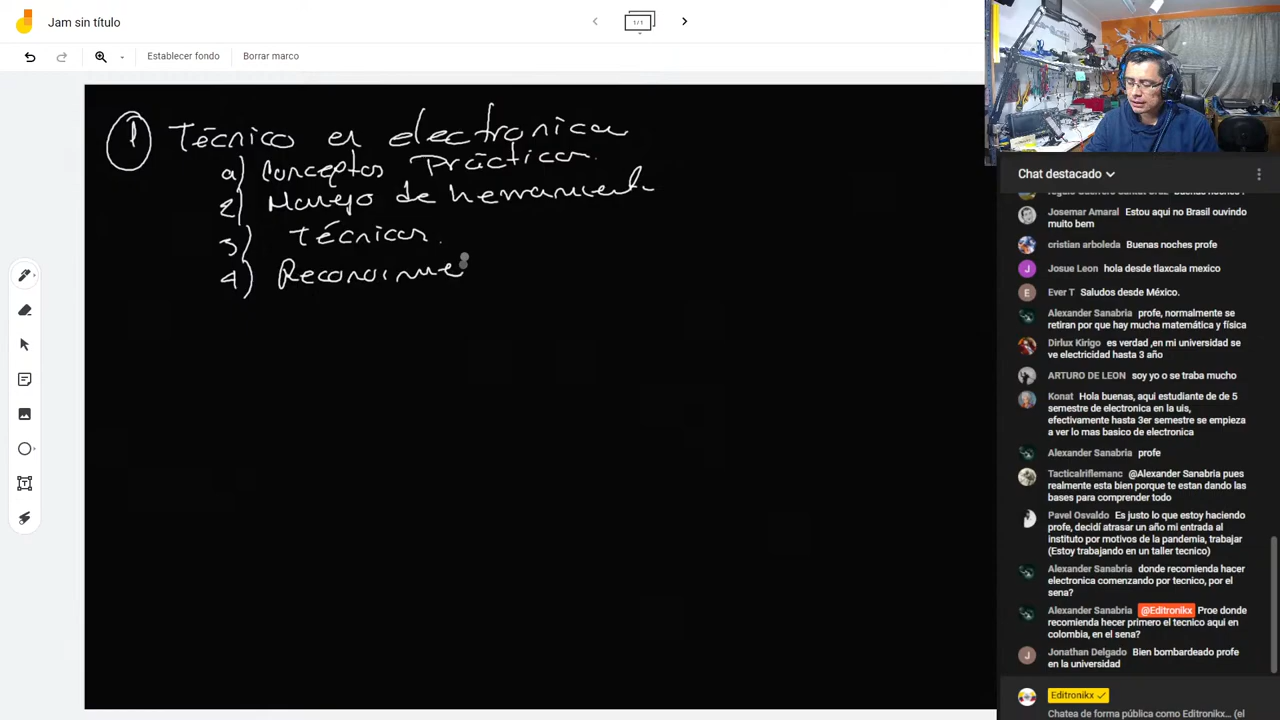 Jam sin título
1/1
Establecer fondo
Borrar marco
1 Técnico en electronica
a) Conceptos Prácticos.
2) Manejo de herramienta
3) Técnicas.
4) Reconoime
Chat destacado
Buenas noches !
Josemar Amaral Estou aqui no Brasil ouvindo
muito bem
cristian arboleda Buenas noches profe
Josue Leon hola desde tlaxcala mexico
Ever T Saludos desde México.
Alexander Sanabria profe, normalmente se
retiran por que hay mucha matemática y física
Dirlux Kirigo es verdad ,en mi universidad se
ve electricidad hasta 3 año
ARTURO DE LEON soy yo o se traba mucho
Konat Hola buenas, aqui estudiante de de 5
semestre de electronica en la uis,
efectivamente hasta 3er semestre se empieza
a ver lo mas basico de electronica
Alexander Sanabria profe
Tacticalriflemanc @Alexander Sanabria pues
realmente esta bien porque te estan dando las
bases para comprender todo
Pavel Osvaldo Es justo lo que estoy haciendo
profe, decidí atrasar un año mi entrada al
instituto por motivos de la pandemia, trabajar
(Estoy trabajando en un taller tecnico)
Alexander Sanabria donde recomienda hacer
electronica comenzando por tecnico, por el
sena?
Alexander Sanabria @Editronikx Proe donde
recomienda hacer primero el tecnico aqui en
colombia, en el sena?
Jonathan Delgado Bien bombardeado profe
en la universidad
Editronikx
Chatea de forma pública como Editronikx... (el